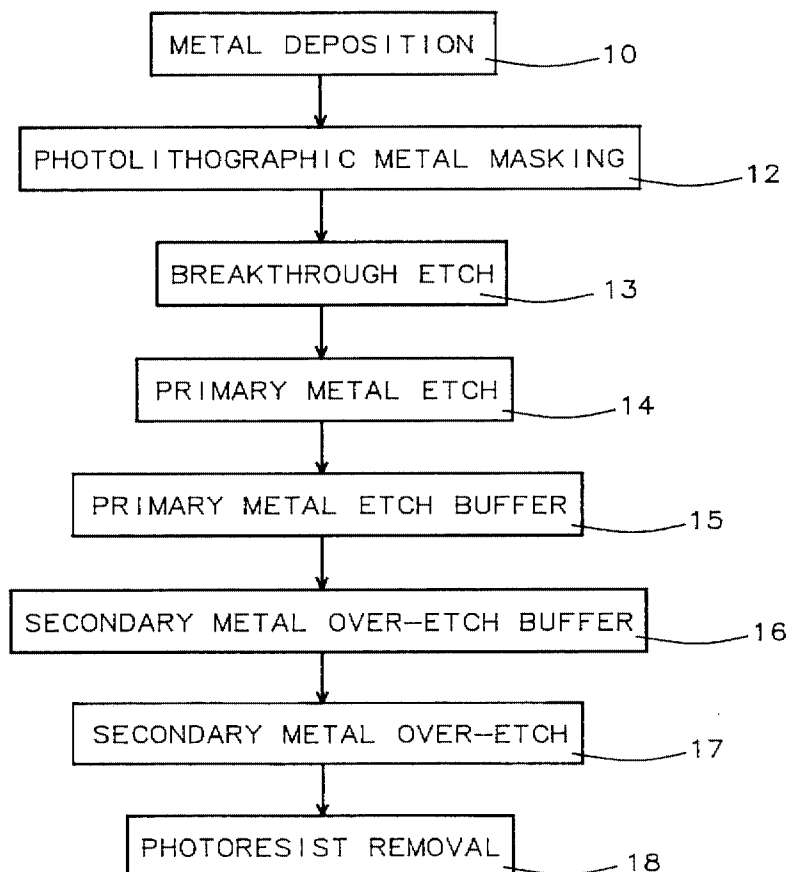 METAL DEPOSITION
10
PHOTOLITHOGRAPHIC METAL MASKING
12
BREAKTHROUGH ETCH
13
PRIMARY METAL ETCH
14
PRIMARY METAL ETCH BUFFER
15
SECONDARY METAL OVER-ETCH BUFFER
16
SECONDARY METAL OVER-ETCH
17
PHOTORESIST REMOVAL
18